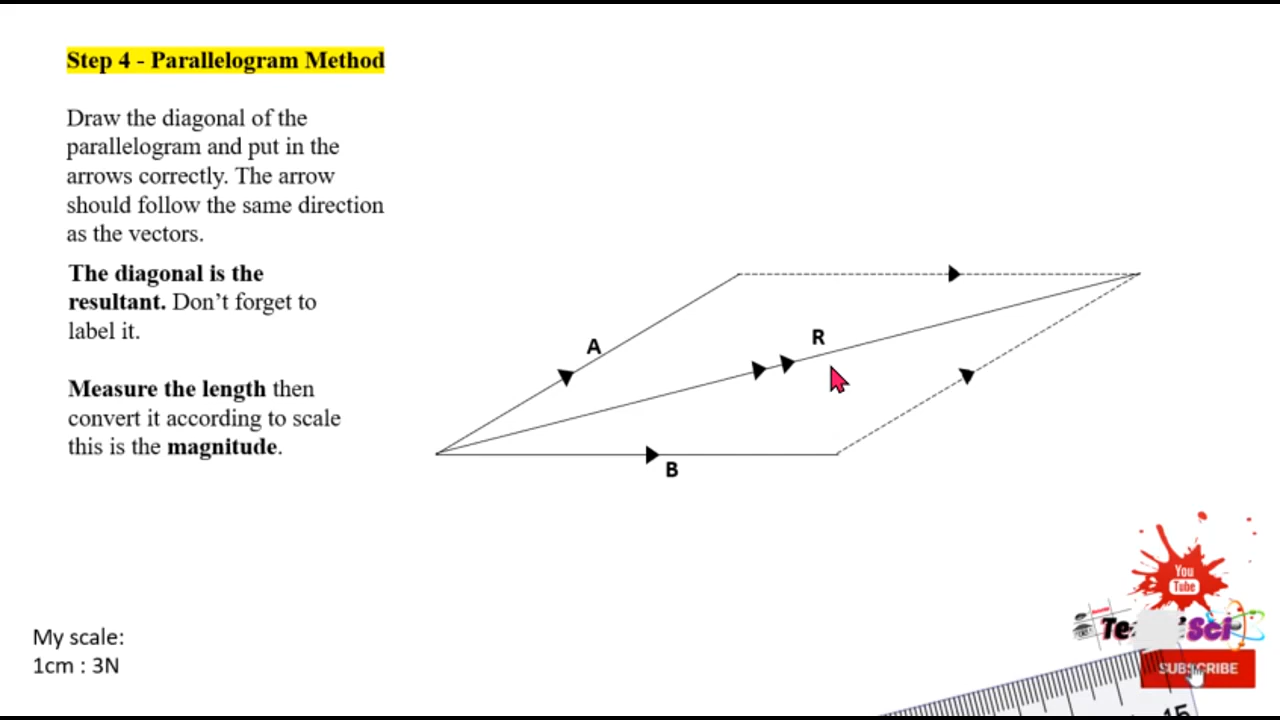 Step 4 - Parallelogram Method
Draw the diagonal of the
parallelogram and put in the
arrows correctly. The arrow
should follow the same direction
as the vectors.
The diagonal is the
resultant. Don’t forget to
label it.
Measure the length then
convert it according to scale
this is the magnitude.
A
R
B
My scale:
1cm : 3N
You
Tube
Sci
SUBSCRIBE
15